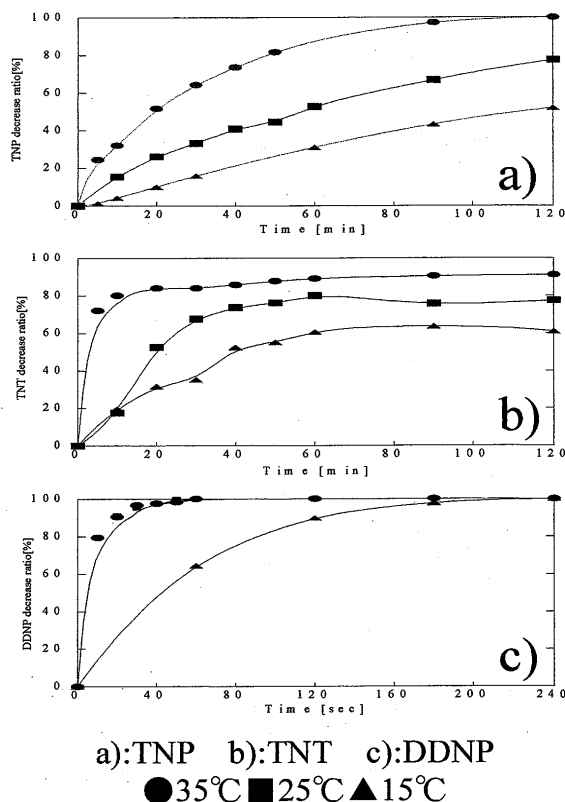 100
80
60
40
20
0
TNP decrease ratio[%]
a)
20 40 60 80 100 120
Time [min]
100
80
60
40
20
0
TNT decrease ratio[%]
b)
0 20 40 60 80 100 120
Time [min]
100
80
60
40
20
0
DDNP decrease ratio[%]
c)
0 40 80 120 160 200 240
Time [sec]
a):TNP b):TNT c):DDNP
●35℃ ■25℃ ▲15℃